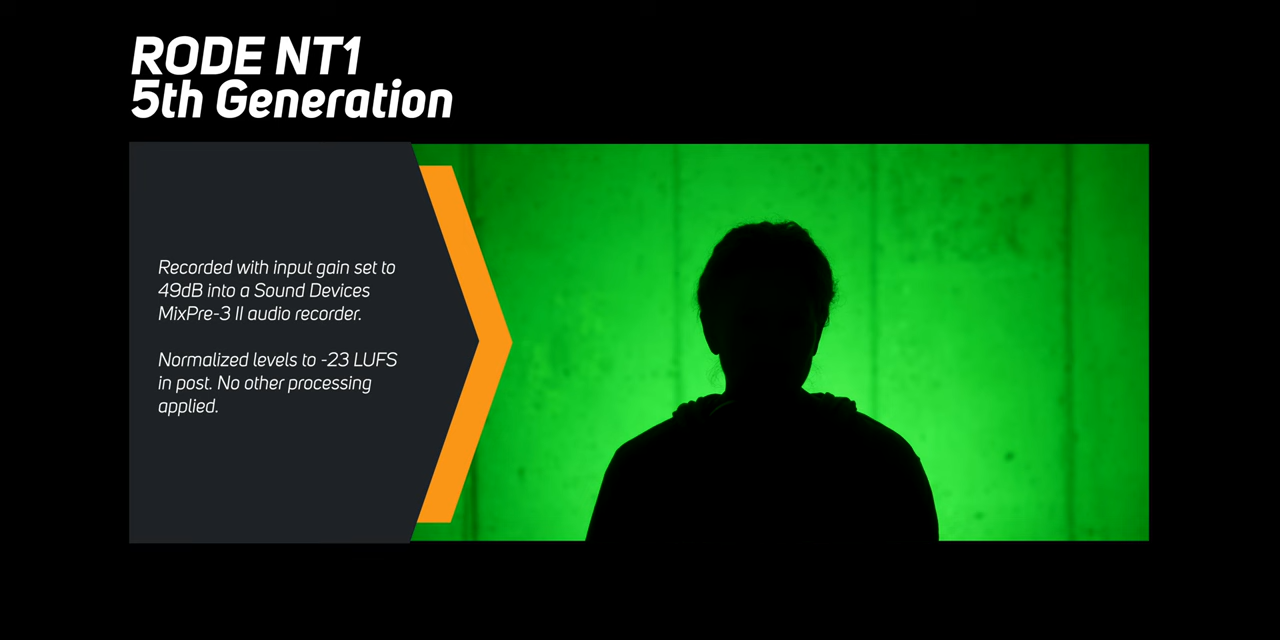 RODE NT1
5th Generation
Recorded with input gain set to
49dB into a Sound Devices
MixPre-3 II audio recorder.
Normalized levels to -23 LUFS
in post. No other processing
applied.